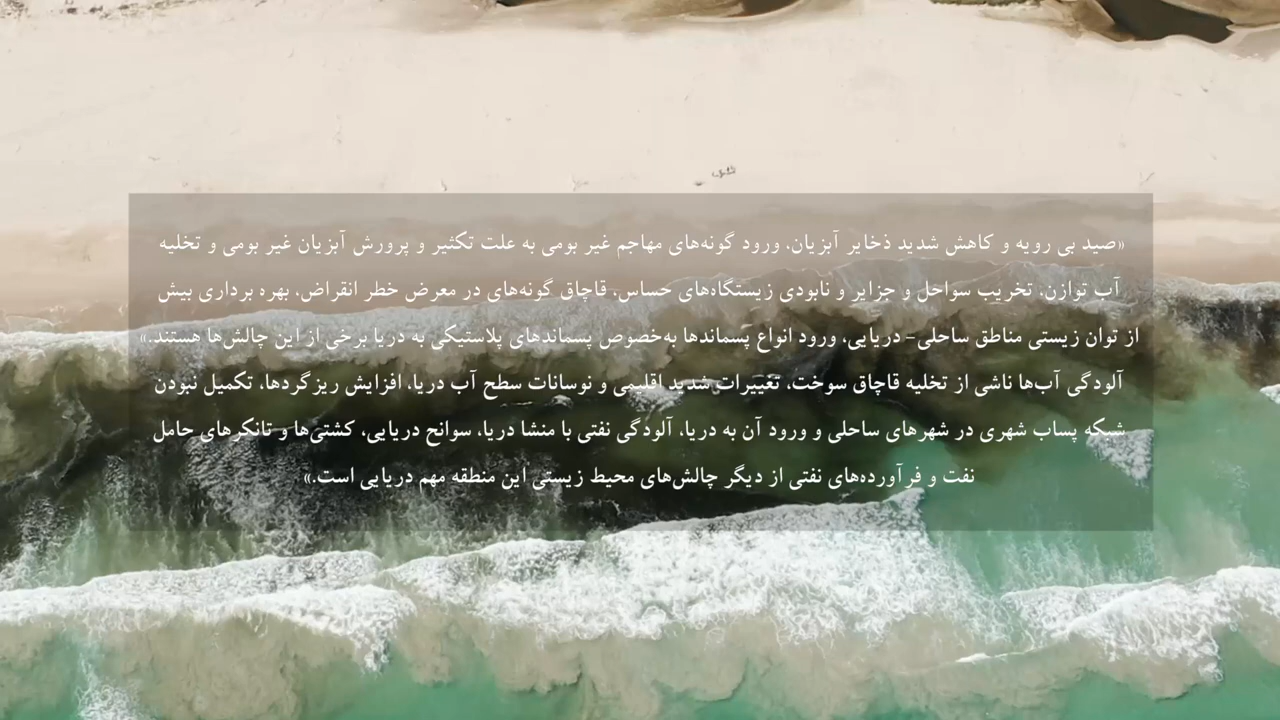 «صید بی رویه و کاهش شدید ذخایر آبزیان، ورود گونه‌های مهاجم غیر بومی به علت تکثیر و پرورش آبزیان غیر بومی و تخلیه
آب توازن، تخریب سواحل و جزایر و نابودی زیستگاه‌های حساس، قاچاق گونه‌های در معرض خطر انقراض، بهره برداری بیش
از توان زیستی مناطق ساحلی- دریایی، ورود انواع پسماندها به‌خصوص پسماندهای پلاستیکی به دریا برخی از این چالش‌ها هستند.»
آلودگی آب‌ها ناشی از تخلیه قاچاق سوخت، تغییرات شدید اقلیمی و نوسانات سطح آب دریا، افزایش ریزگردها، تکمیل نبودن
شبکه پساب شهری در شهرهای ساحلی و ورود آن به دریا، آلودگی نفتی با منشا دریا، سوانح دریایی، کشتی‌ها و تانکرهای حامل
نفت و فرآورده‌های نفتی از دیگر چالش‌های محیط زیستی این منطقه مهم دریایی است.»